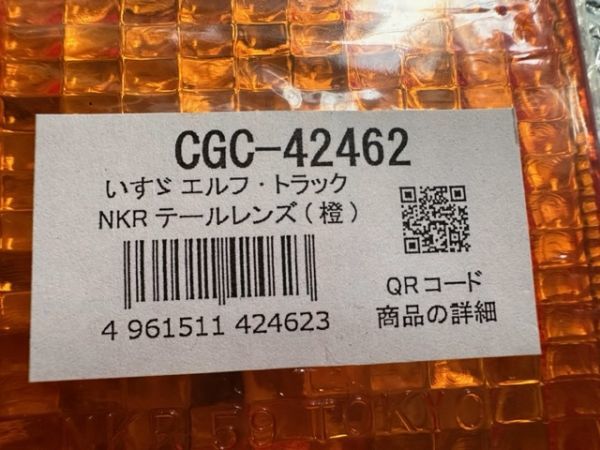 CGC-42462
いすゞ エルフ・トラック
NKR テールレンズ(橙)
4 961511 424623
QRコード
商品の詳細
NKR 59 TOKYO